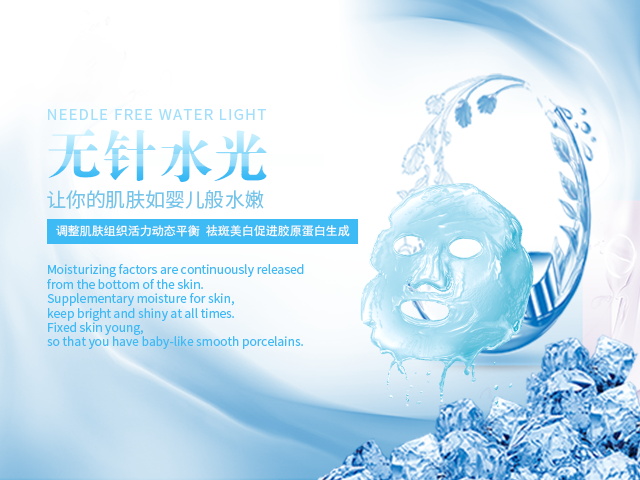 NEEDLE FREE WATER LIGHT
无针水光
让你的肌肤如婴儿般水嫩
调整肌肤组织活力动态平衡 祛斑美白促进胶原蛋白生成
Moisturizing factors are continuously released
from the bottom of the skin.
Supplementary moisture for skin,
keep bright and shiny at all times.
Fixed skin young,
so that you have baby-like smooth porcelains.